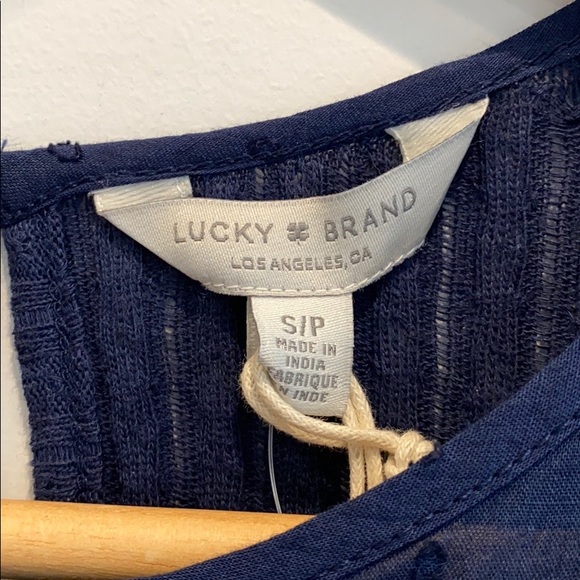 LUCKY BRAND
LOS ANGELES, CA
S/P
MADE IN
INDIA
FABRIQUE
EN INDE